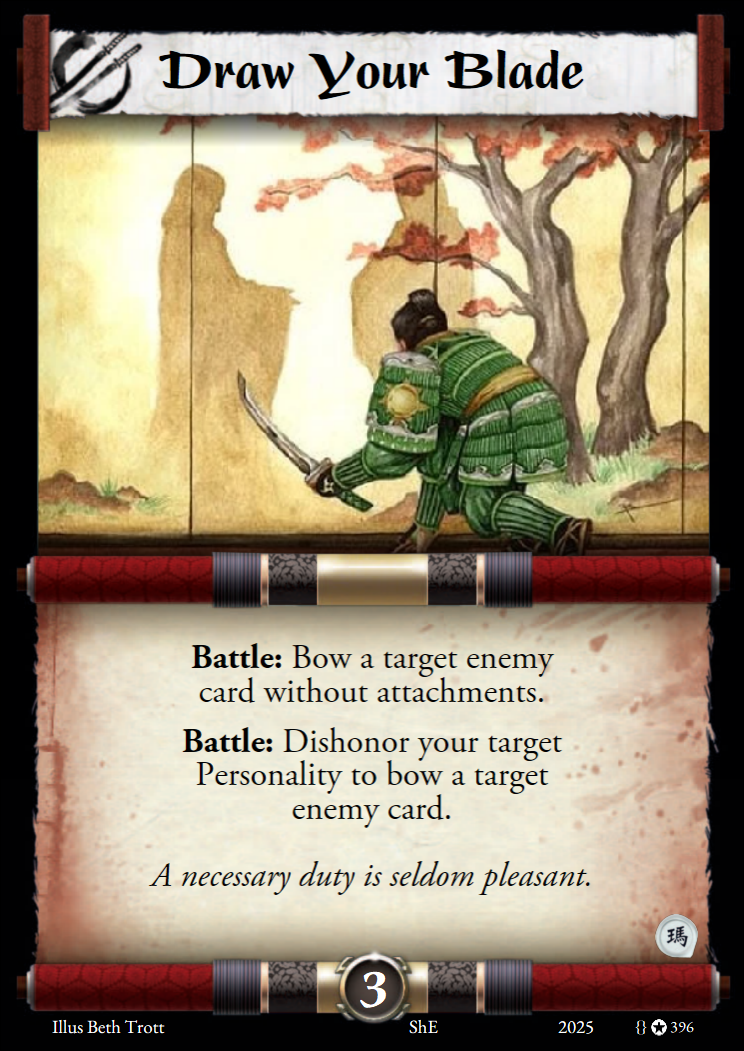 Draw Your Blade
Battle: Bow a target enemy
card without attachments.
Battle: Dishonor your target
Personality to bow a target
enemy card.
A necessary duty is seldom pleasant.
瑪
3
Illus Beth Trott ShE 2025 {} ✪ 396